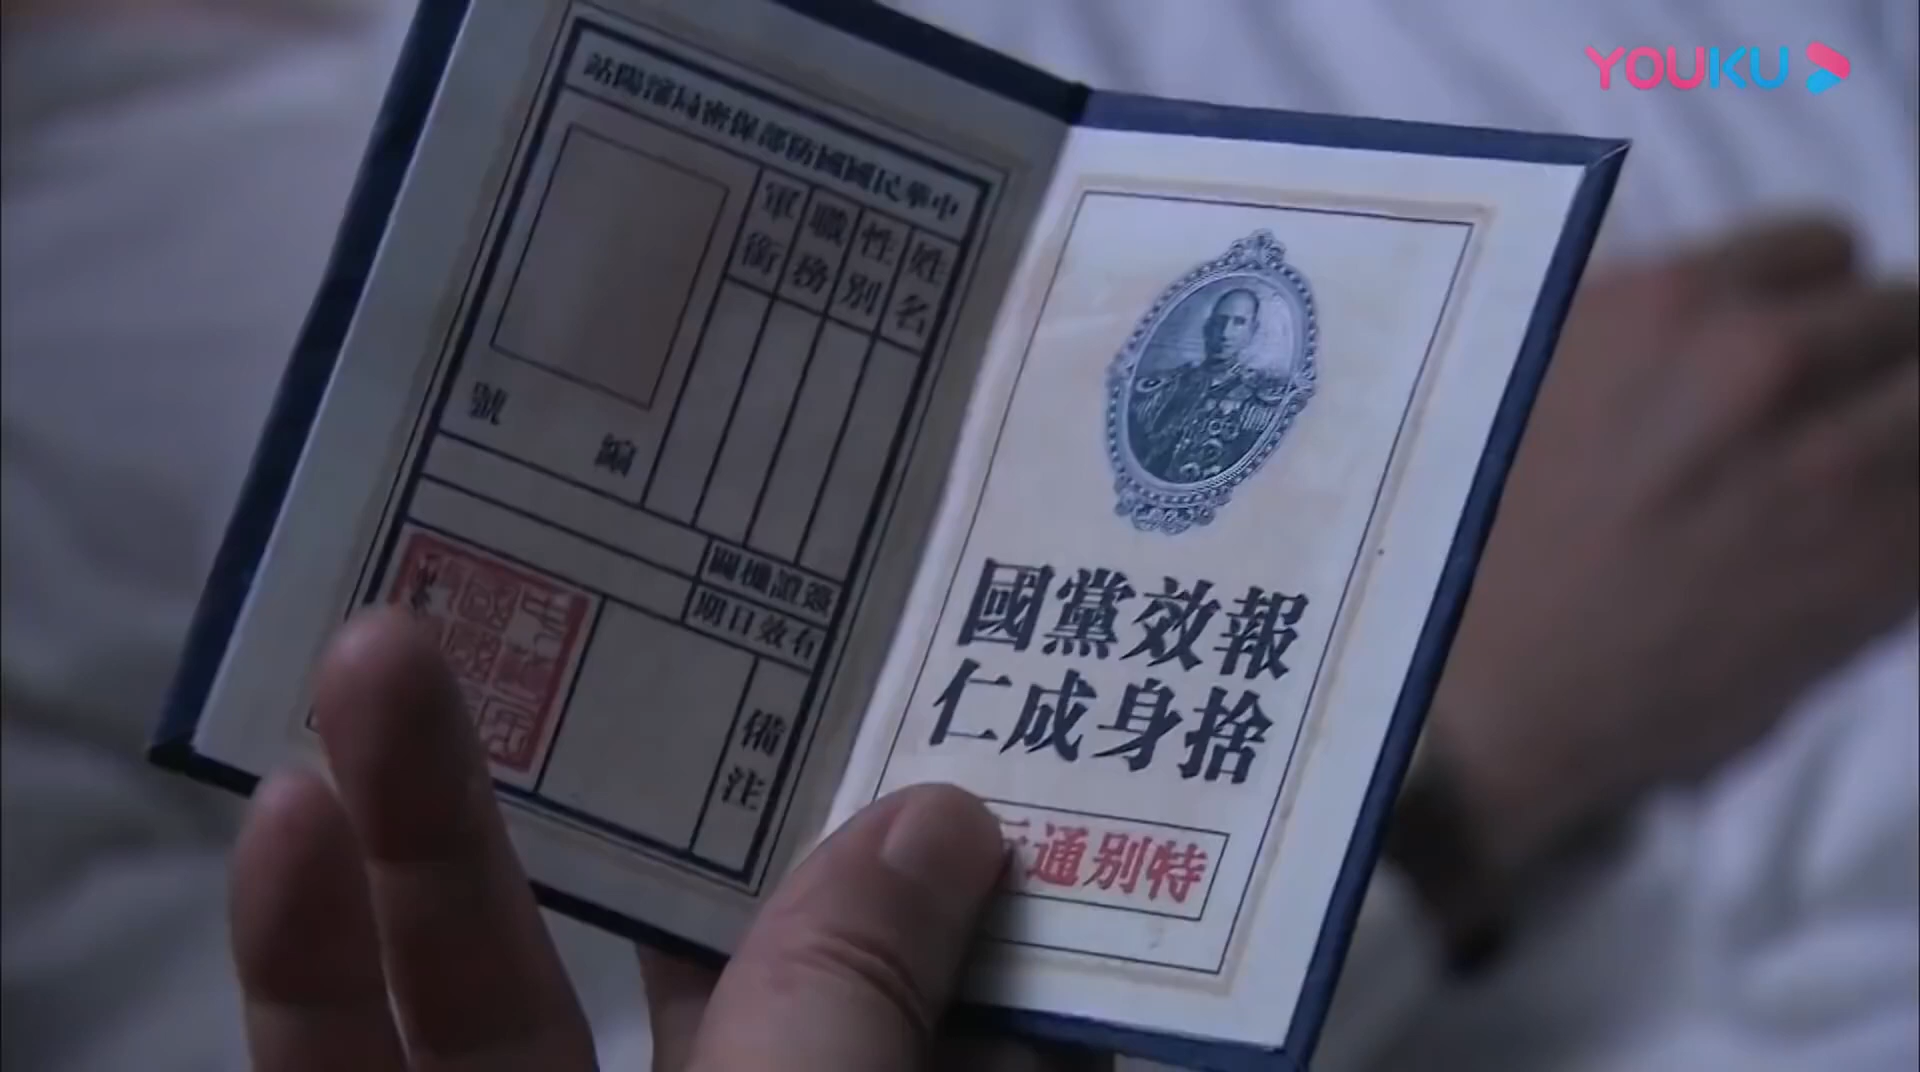 YOUKU
中華民國國防部保密局瀋陽站
姓名
性別
職務
軍銜
編號
簽證機關
有效日期
備注
報效黨國
捨身成仁
特別通